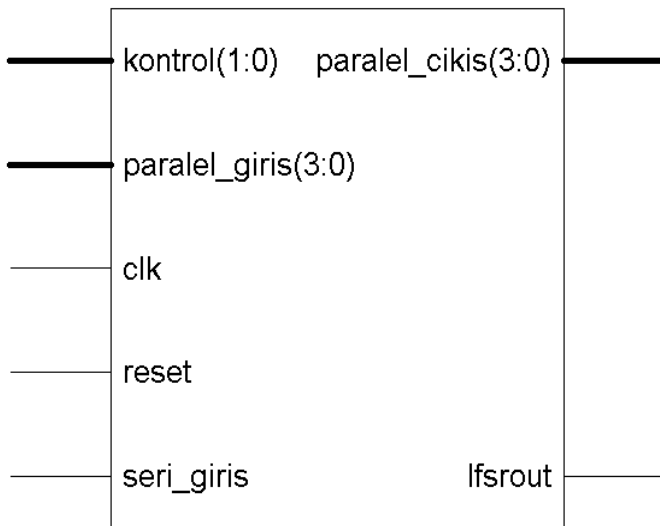 kontrol(1:0) paralel_cikis(3:0)
paralel_giris(3:0)
clk
reset
seri_giris lfsrout